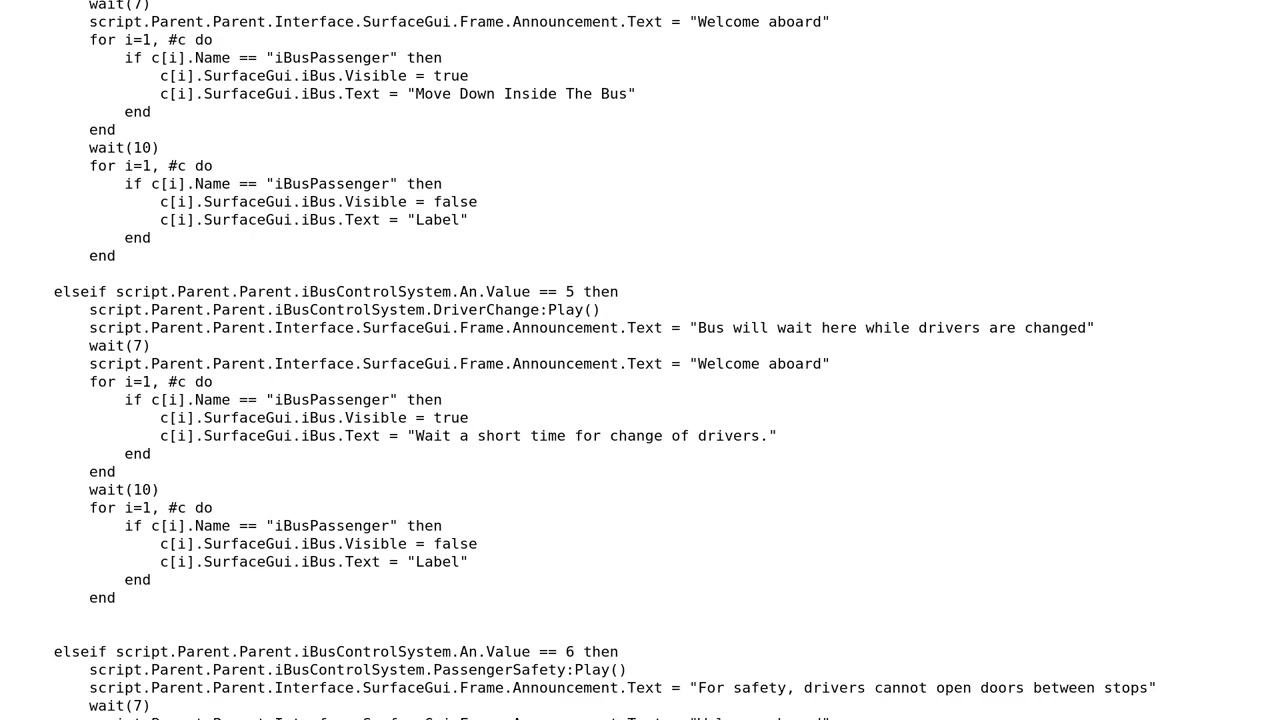 wait(7)
script.Parent.Parent.Interface.SurfaceGui.Frame.Announcement.Text = "Welcome aboard"
for i=1, #c do
if c[i].Name == "iBusPassenger" then
c[i].SurfaceGui.iBus.Visible = true
c[i].SurfaceGui.iBus.Text = "Move Down Inside The Bus"
end
end
wait(10)
for i=1, #c do
if c[i].Name == "iBusPassenger" then
c[i].SurfaceGui.iBus.Visible = false
c[i].SurfaceGui.iBus.Text = "Label"
end
end
elseif script.Parent.Parent.iBusControlSystem.An.Value == 5 then
script.Parent.Parent.iBusControlSystem.DriverChange:Play()
script.Parent.Parent.Interface.SurfaceGui.Frame.Announcement.Text = "Bus will wait here while drivers are changed"
wait(7)
script.Parent.Parent.Interface.SurfaceGui.Frame.Announcement.Text = "Welcome aboard"
for i=1, #c do
if c[i].Name == "iBusPassenger" then
c[i].SurfaceGui.iBus.Visible = true
c[i].SurfaceGui.iBus.Text = "Wait a short time for change of drivers."
end
end
wait(10)
for i=1, #c do
if c[i].Name == "iBusPassenger" then
c[i].SurfaceGui.iBus.Visible = false
c[i].SurfaceGui.iBus.Text = "Label"
end
end
elseif script.Parent.Parent.iBusControlSystem.An.Value == 6 then
script.Parent.Parent.iBusControlSystem.PassengerSafety:Play()
script.Parent.Parent.Interface.SurfaceGui.Frame.Announcement.Text = "For safety, drivers cannot open doors between stops"
wait(7)